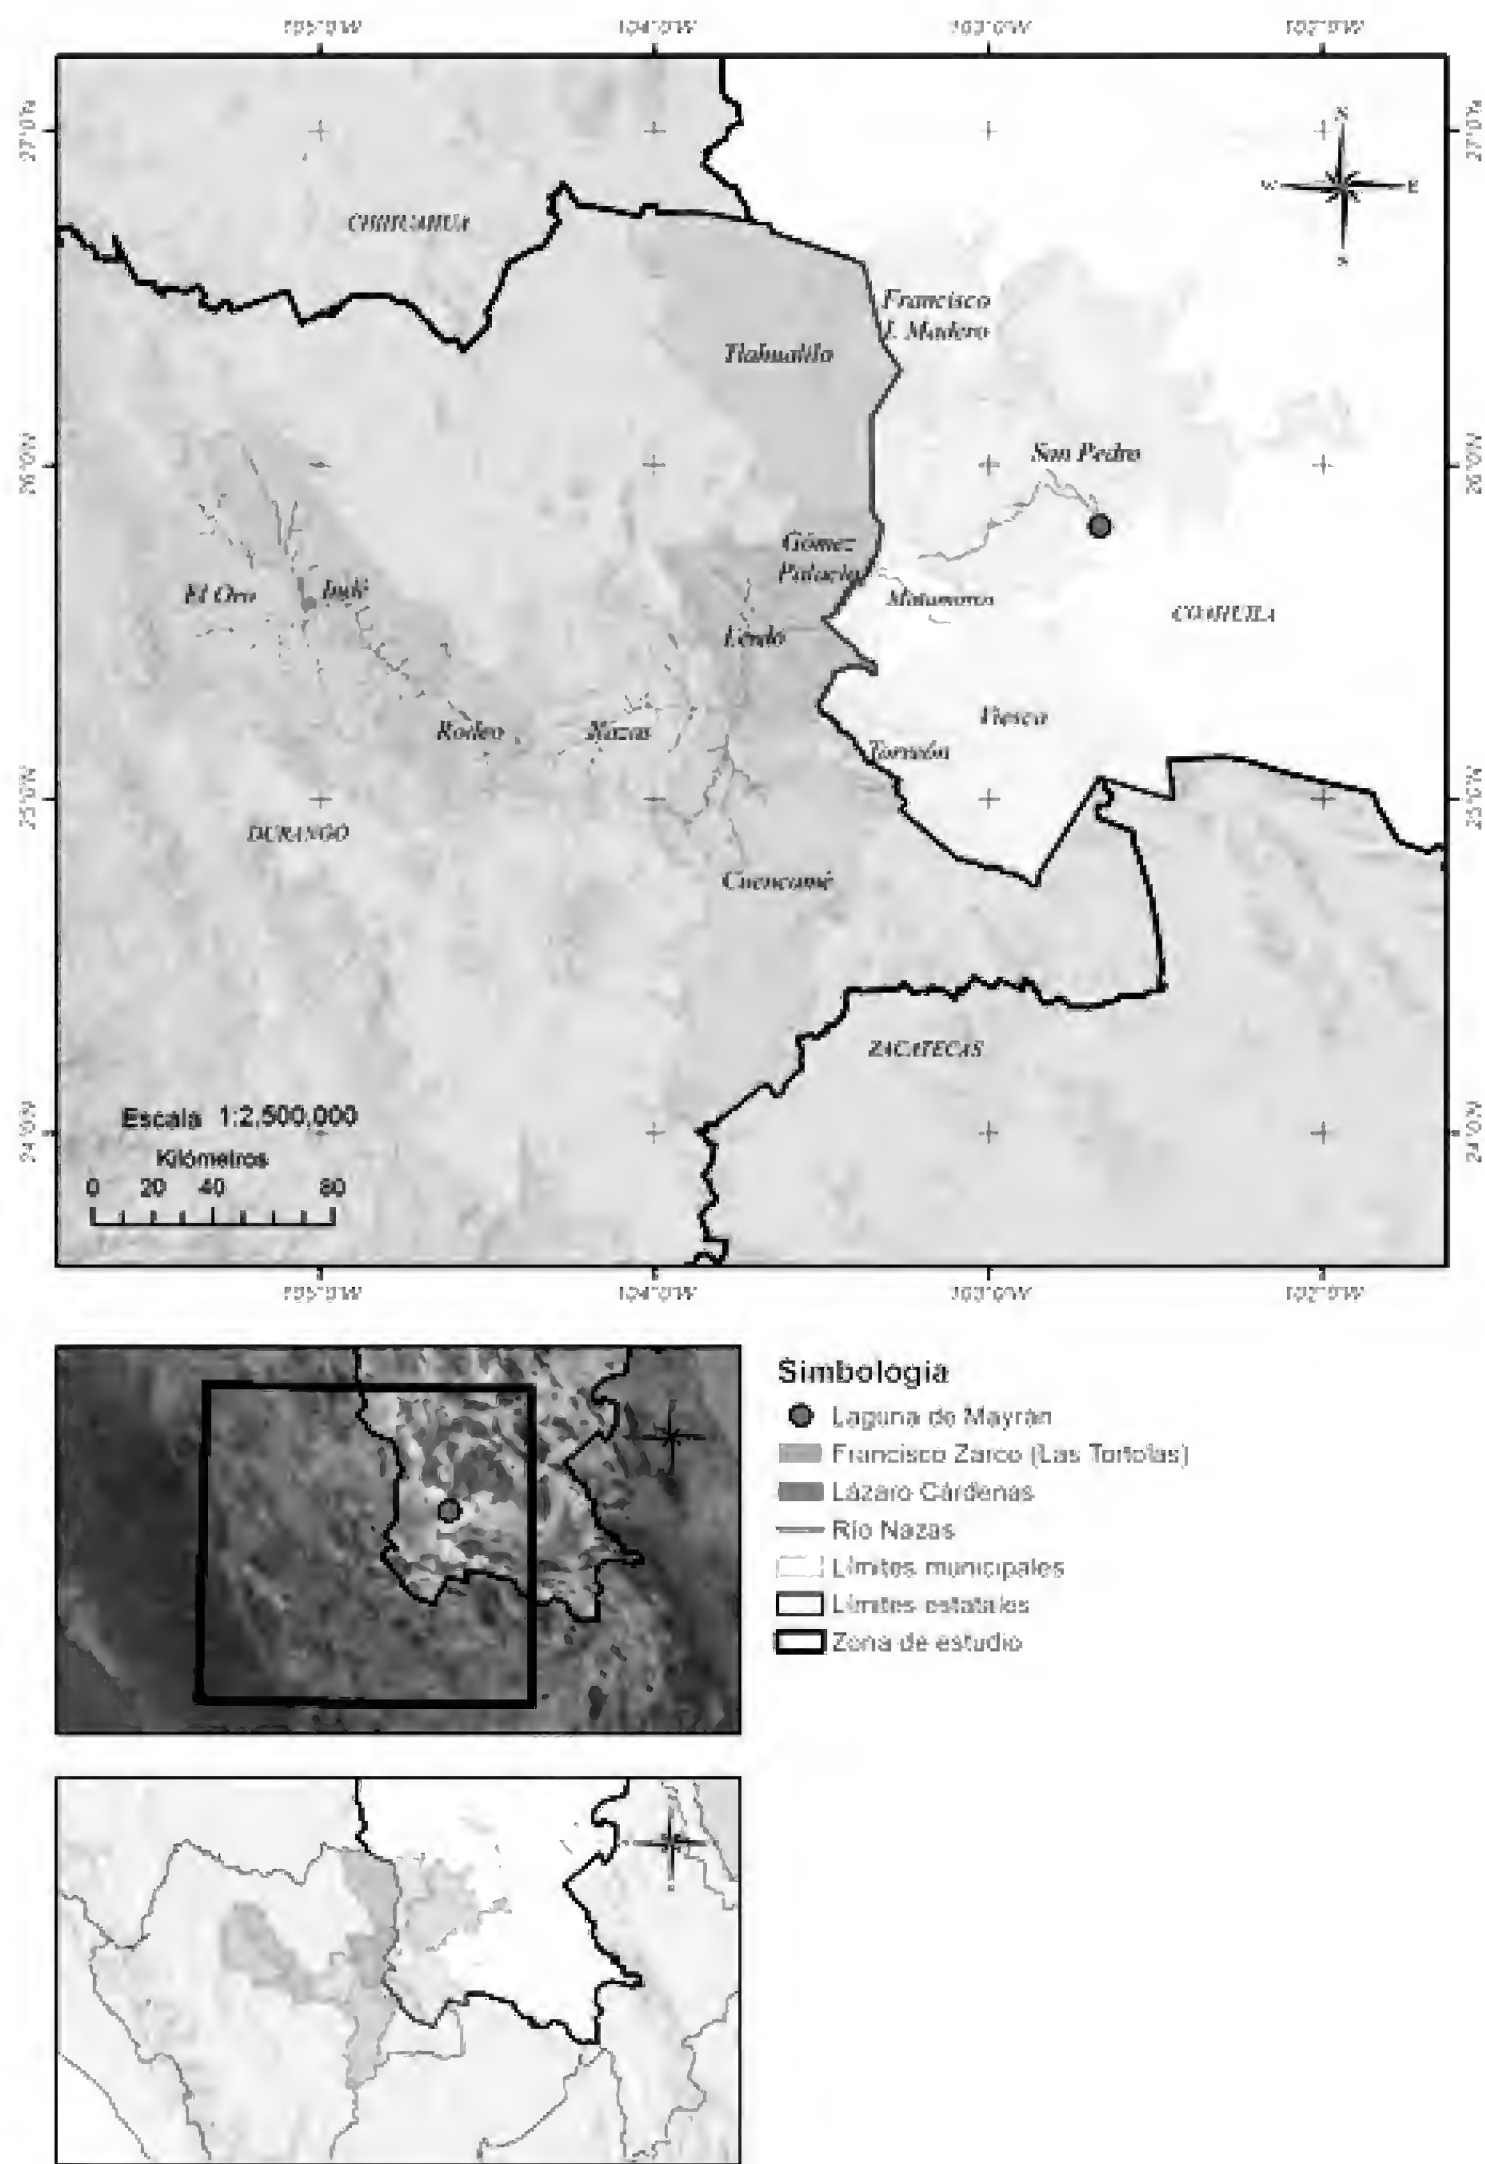 105°0'W 104°0'W 103°0'W 102°0'W
27°0'N 27°0'N
N
W E
S
CHIHUAHUA
Francisco
I. Madero
Tlahualilo
26°0'N 26°0'N
San Pedro
Gómez
Palacio
El Oro Indé Matamoros
COAHUILA
Lerdo
Viesca
Rodeo Nazas
Torreón
25°0'N 25°0'N
DURANGO
Cuencamé
ZACATECAS
Escala 1:2,500,000
24°0'N 24°0'N
Kilómetros
0 20 40 80
105°0'W 104°0'W 103°0'W 102°0'W
Simbología
Laguna de Mayrán
Francisco Zarco (Las Tórtolas)
Lázaro Cárdenas
Río Nazas
Límites municipales
Límites estatales
Zona de estudio